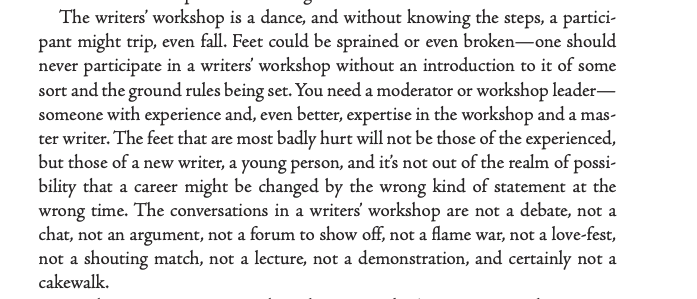 The writers' workshop is a dance, and without knowing the steps, a partici-
pant might trip, even fall. Feet could be sprained or even broken—one should
never participate in a writers' workshop without an introduction to it of some
sort and the ground rules being set. You need a moderator or workshop leader—
someone with experience and, even better, expertise in the workshop and a mas-
ter writer. The feet that are most badly hurt will not be those of the experienced,
but those of a new writer, a young person, and it's not out of the realm of possi-
bility that a career might be changed by the wrong kind of statement at the
wrong time. The conversations in a writers' workshop are not a debate, not a
chat, not an argument, not a forum to show off, not a flame war, not a love-fest,
not a shouting match, not a lecture, not a demonstration, and certainly not a
cakewalk.